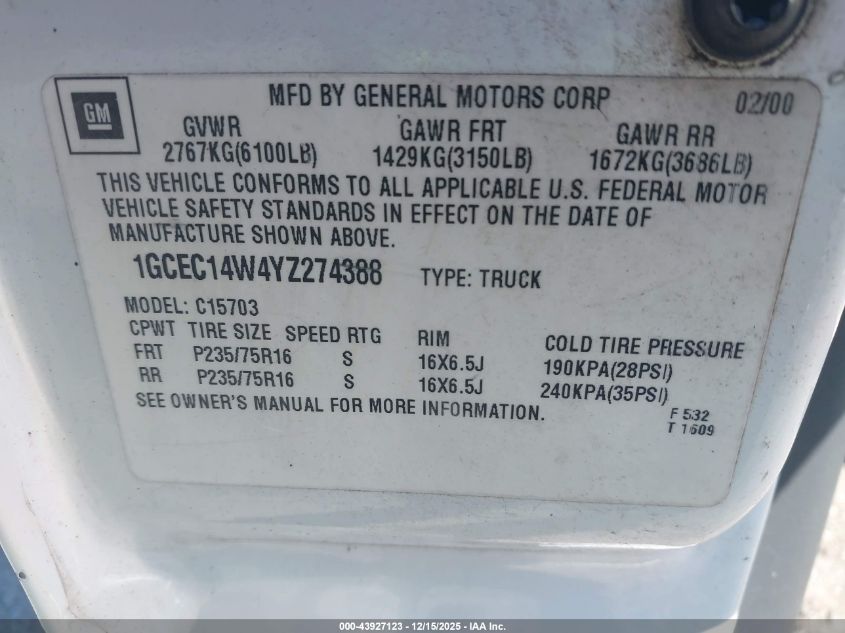 GM
MFD BY GENERAL MOTORS CORP 02/00
GVWR GAWR FRT GAWR RR
2767KG(6100LB) 1429KG(3150LB) 1672KG(3686LB)
THIS VEHICLE CONFORMS TO ALL APPLICABLE U.S. FEDERAL MOTOR
VEHICLE SAFETY STANDARDS IN EFFECT ON THE DATE OF
MANUFACTURE SHOWN ABOVE.
1GCEC14W4YZ274388 TYPE: TRUCK
MODEL: C15703
CPWT TIRE SIZE SPEED RTG RIM COLD TIRE PRESSURE
FRT P235/75R16 S 16X6.5J 190KPA(28PSI)
RR P235/75R16 S 16X6.5J 240KPA(35PSI)
SEE OWNER'S MANUAL FOR MORE INFORMATION.
F 532
T 1609
000-43927123 - 12/15/2025 - IAA Inc.